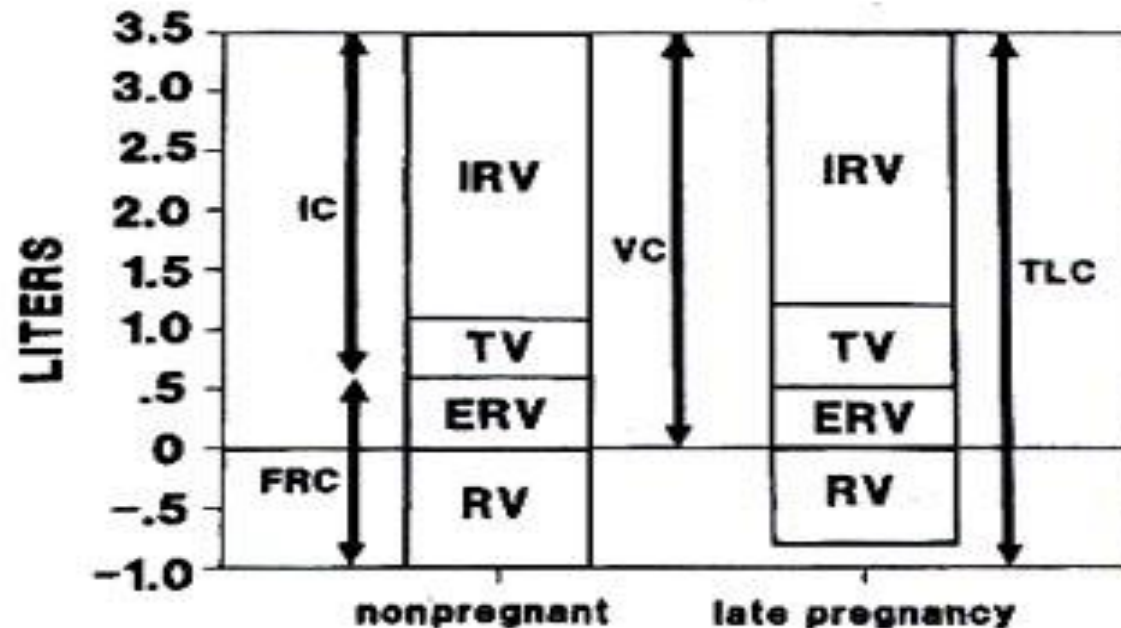 LITERS
3.5
3.0
2.5
2.0
1.5
1.0
.5
0
-.5
-1.0
IC
FRC
IRV
TV
ERV
RV
VC
IRV
TV
ERV
RV
TLC
nonpregnant
late pregnancy